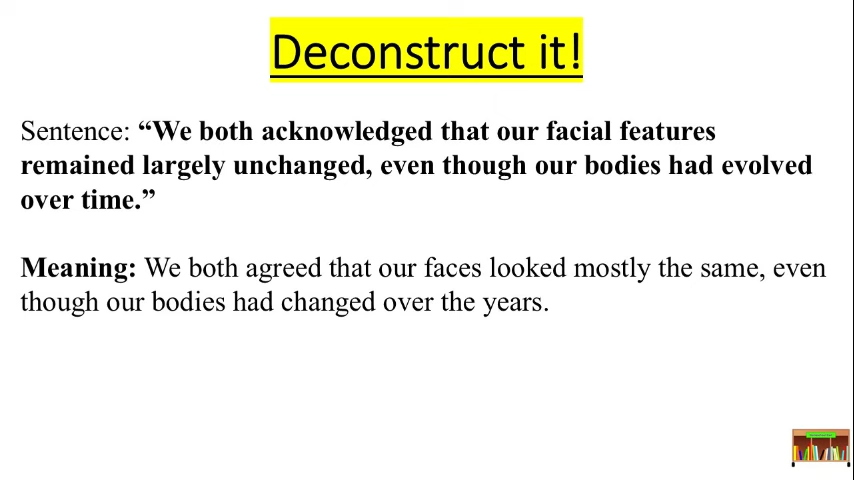 Deconstruct it!
Sentence: “We both acknowledged that our facial features
remained largely unchanged, even though our bodies had evolved
over time.”
Meaning: We both agreed that our faces looked mostly the same, even
though our bodies had changed over the years.